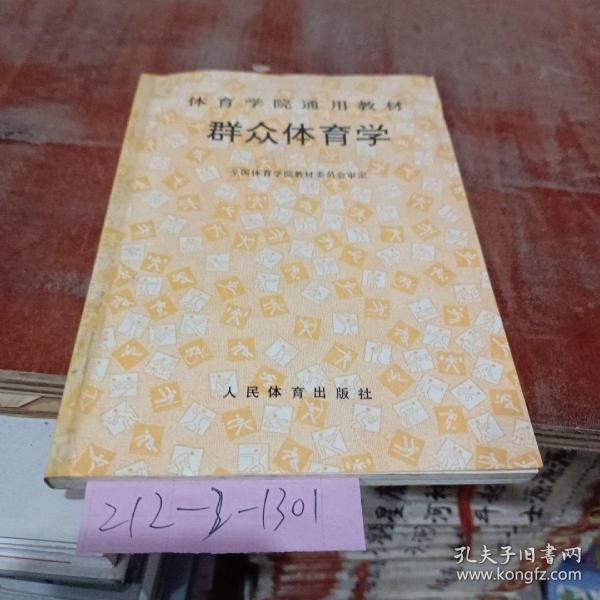 体育学院通用教材
群众体育学
全国体育学院教材委员会审定
人民体育出版社
212-3-1301
孔夫子旧书网
www.kongfz.com